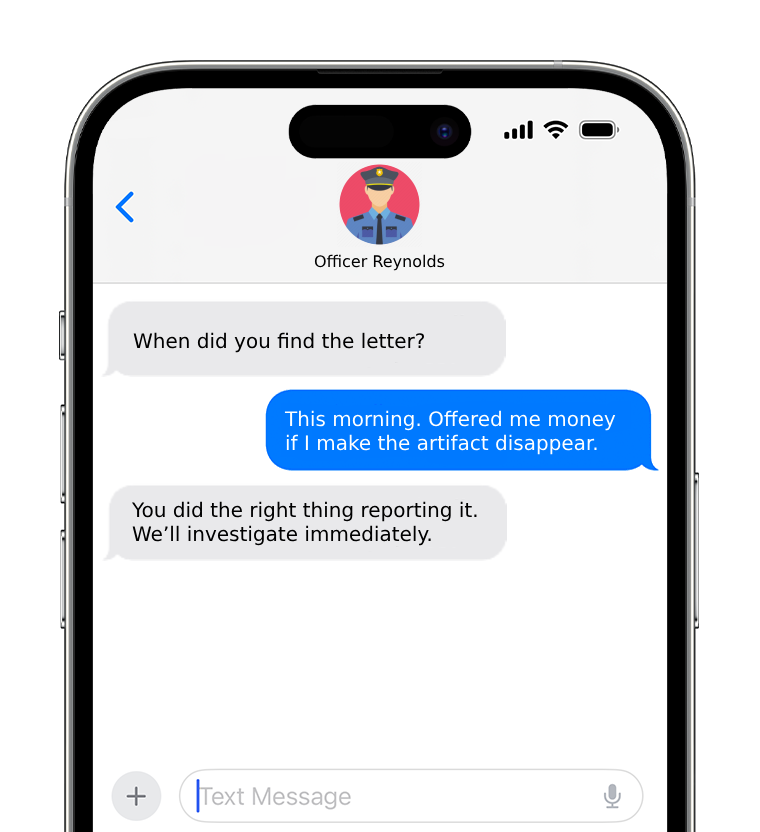 Officer Reynolds
When did you find the letter?
This morning. Offered me money
if I make the artifact disappear.
You did the right thing reporting it.
We’ll investigate immediately.
Text Message